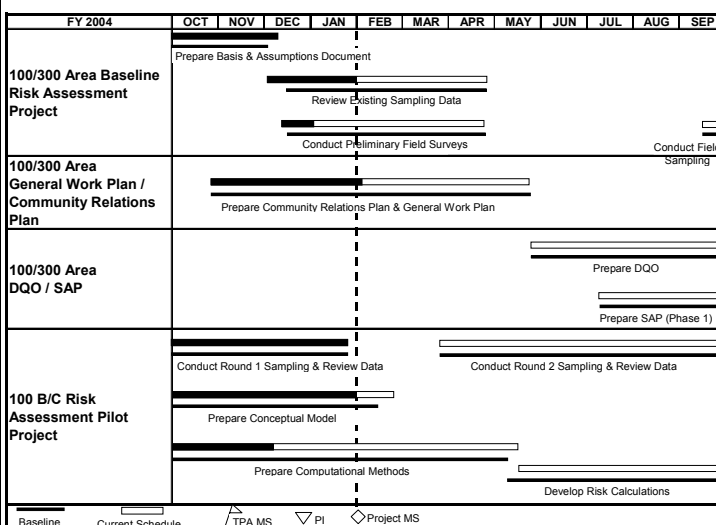 FY 2004 OCT NOV DEC JAN FEB MAR APR MAY JUN JUL AUG SEP
100/300 Area Baseline
Risk Assessment
Project
Prepare Basis & Assumptions Document
Review Existing Sampling Data
Conduct Preliminary Field Surveys
Conduct Field
Sampling
100/300 Area
General Work Plan /
Community Relations
Plan
Prepare Community Relations Plan & General Work Plan
100/300 Area
DQO / SAP
Prepare DQO
Prepare SAP (Phase 1)
100 B/C Risk
Assessment Pilot
Project
Conduct Round 1 Sampling & Review Data
Conduct Round 2 Sampling & Review Data
Prepare Conceptual Model
Prepare Computational Methods
Develop Risk Calculations
Baseline Current Schedule TPA MS PI Project MS